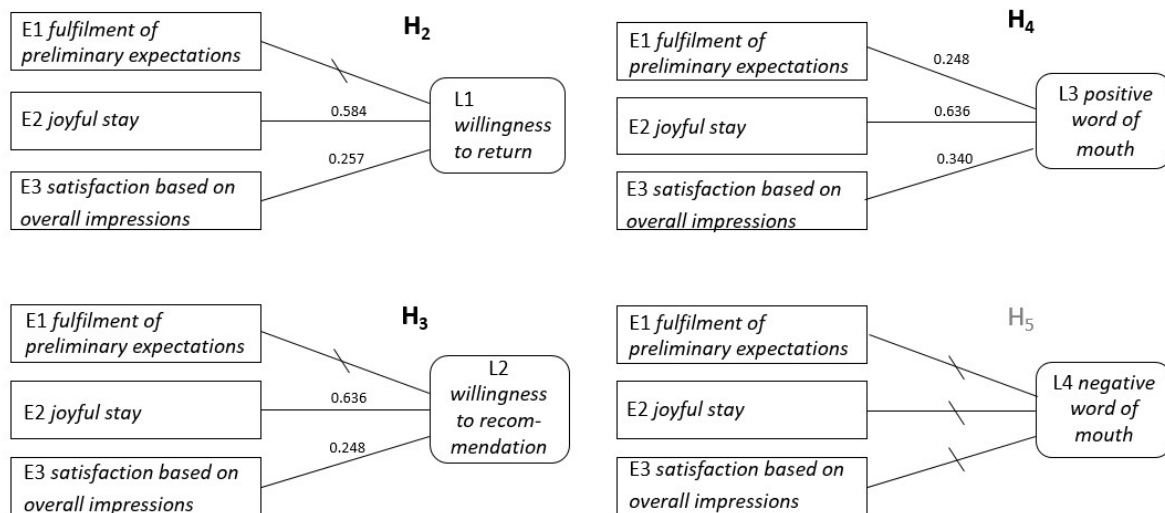 H2
E1 fulfilment of
preliminary expectations
E2 joyful stay
0.584
E3 satisfaction based on
overall impressions
0.257
L1
willingness
to return
H4
E1 fulfilment of
preliminary expectations
0.248
E2 joyful stay
0.636
E3 satisfaction based on
overall impressions
0.340
L3 positive
word of
mouth
H3
E1 fulfilment of
preliminary expectations
E2 joyful stay
0.636
E3 satisfaction based on
overall impressions
0.248
L2
willingness
to recom-
mendation
H5
E1 fulfilment of
preliminary expectations
E2 joyful stay
E3 satisfaction based on
overall impressions
L4 negative
word of
mouth